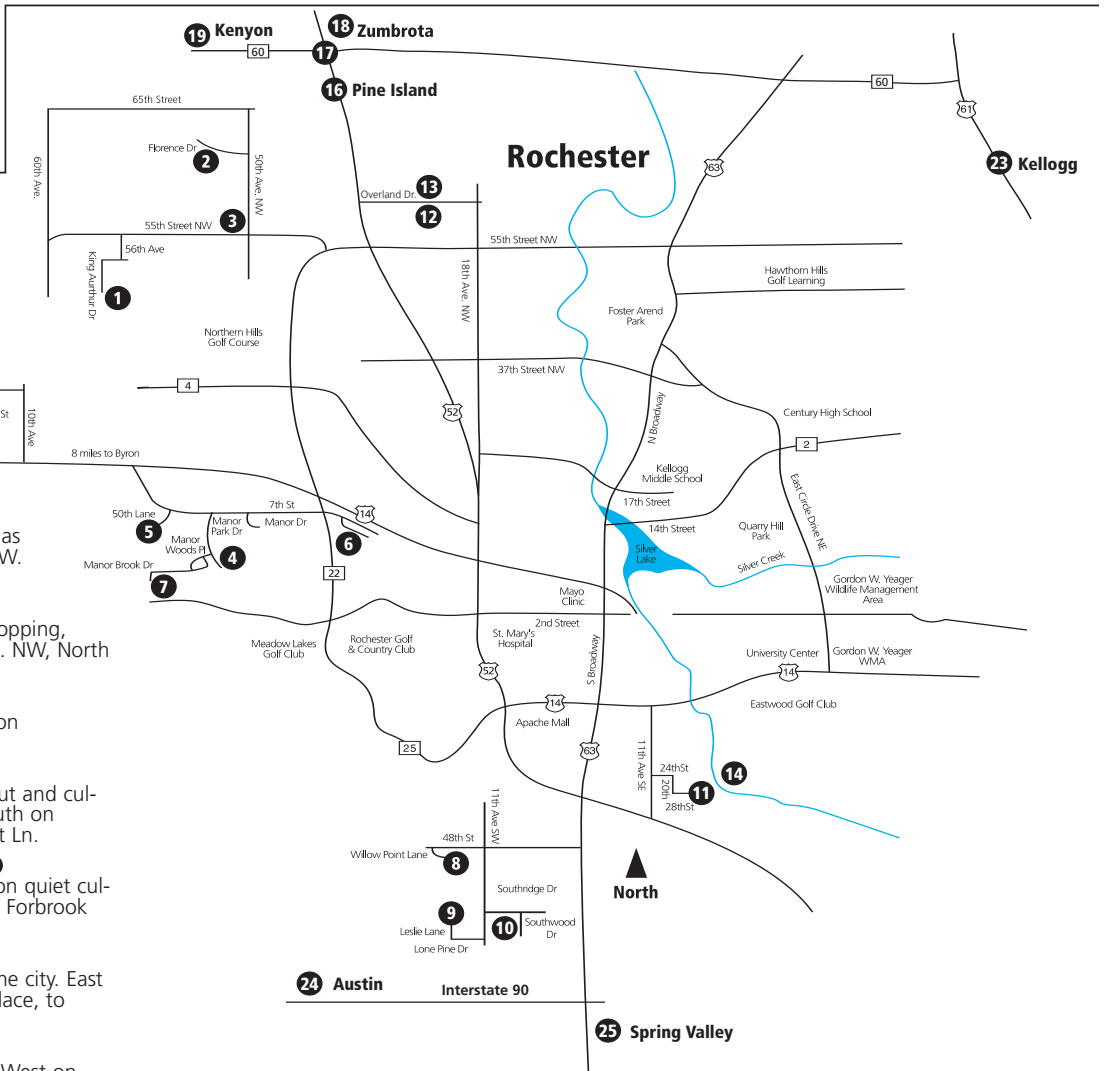 19 Kenyon
18 Zumbrota
60
17
16 Pine Island
60
61
65th Street
Florence Dr
2
60th Ave.
50th Ave. NW
Rochester
63
23 Kellogg
Overland Dr. 13
12
3
55th Street NW
56th Ave
King Aurthur Dr
1
55th Street NW
18th Ave. NW
Hawthorn Hills
Golf Learning
Foster Arend
Park
Northern Hills
Golf Course
37th Street NW
4
St
10th Ave
52
N Broadway
Century High School
2
8 miles to Byron
Kellogg
Middle School
17th Street
East Circle Drive NE
50th Lane
5
7th St
14
Manor
Park Dr
Manor Dr
6
Manor
Woods Pl
4
Manor Brook Dr
7
22
14th Street
Quarry Hill
Park
Silver
Lake
Silver Creek
Mayo
Clinic
Gordon W. Yeager
Wildlife Management
Area
2nd Street
Meadow Lakes
Golf Club
Rochester Golf
& Country Club
St. Mary's
Hospital
S Broadway
University Center
Gordon W. Yeager
WMA
52
14
14
Eastwood Golf Club
Apache Mall
25
63
11th Ave SE
24thSt
20th
28thSt
11
14
11th Ave SW
48th St
Willow Point Lane
8
North
Southridge Dr
9
10
Leslie Lane
Southwood
Dr
Lone Pine Dr
24 Austin
Interstate 90
25 Spring Valley
as
W.
opping,
. NW, North
on
ut and cul-
uth on
t Ln.
on quiet cul-
Forbrook
ne city. East
lace, to
West on